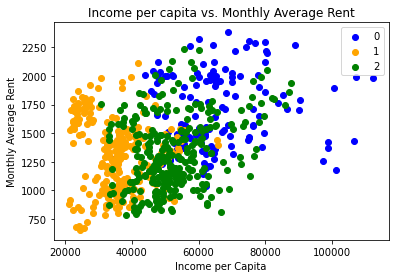 Income per capita vs. Monthly Average Rent
0
1
2
Monthly Average Rent
2250
2000
1750
1500
1250
1000
750
20000 40000 60000 80000 100000
Income per Capita